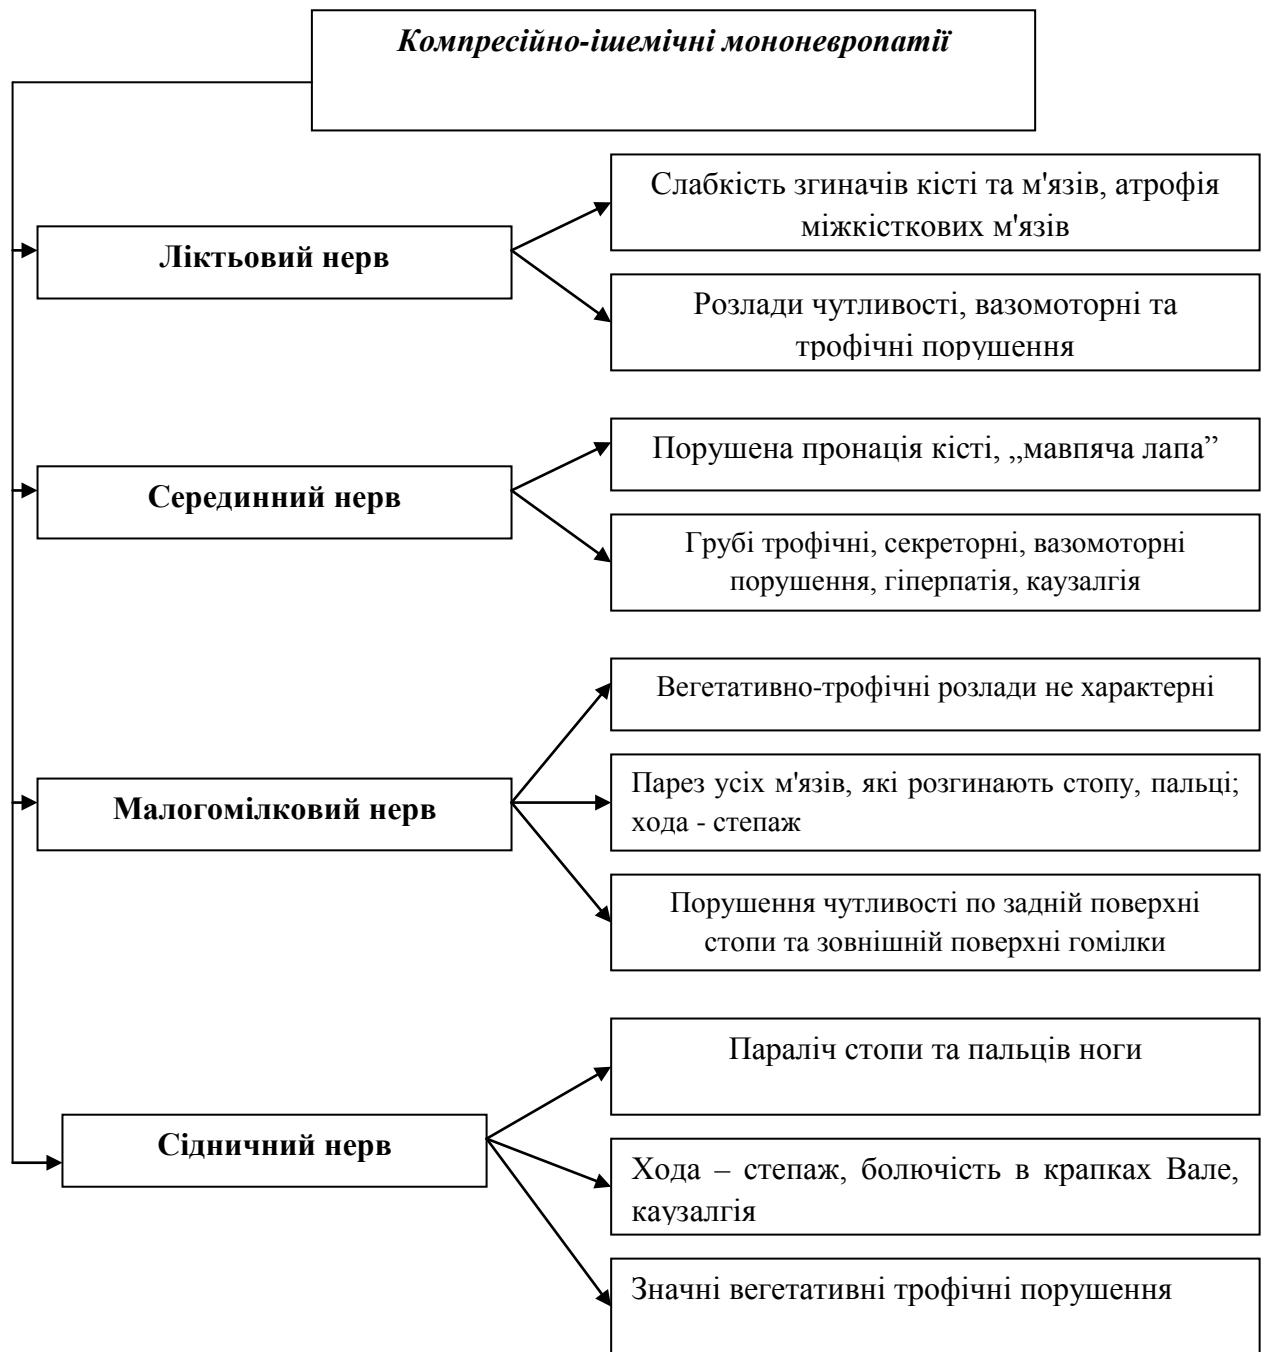 Компресійно-ішемічні мононевропатії
Ліктьовий нерв
Слабкість згиначів кісті та м'язів, атрофія
міжкісткових м'язів
Розлади чутливості, вазомоторні та
трофічні порушення
Серединний нерв
Порушена пронація кісті, „мавпяча лапа”
Грубі трофічні, секреторні, вазомоторні
порушення, гіперпатія, каузалгія
Малогомілковий нерв
Вегетативно-трофічні розлади не характерні
Парез усіх м'язів, які розгинають стопу, пальці;
хода - степаж
Порушення чутливості по задній поверхні
стопи та зовнішній поверхні гомілки
Сідничний нерв
Параліч стопи та пальців ноги
Хода – степаж, болючість в крапках Вале,
каузалгія
Значні вегетативні трофічні порушення